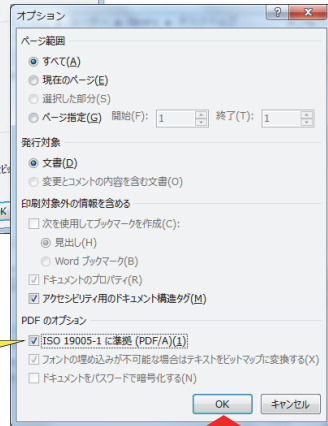 オプション
ページ範囲
すべて(A)
現在のページ(E)
選択した部分(S)
ページ指定(G) 開始(F): 1 終了(T): 1
発行対象
文書(D)
変更とコメントの内容を含む文書(O)
印刷対象外の情報を含める
次を使用してブックマークを作成(C):
見出し(H)
Word ブックマーク(B)
ドキュメントのプロパティ(R)
アクセシビリティ用のドキュメント構造タグ(M)
PDF のオプション
ISO 19005-1 に準拠 (PDF/A)(1)
フォントの埋め込みが不可能な場合はテキストをビットマップに変換する(X)
ドキュメントをパスワードで暗号化する(N)
OK キャンセル